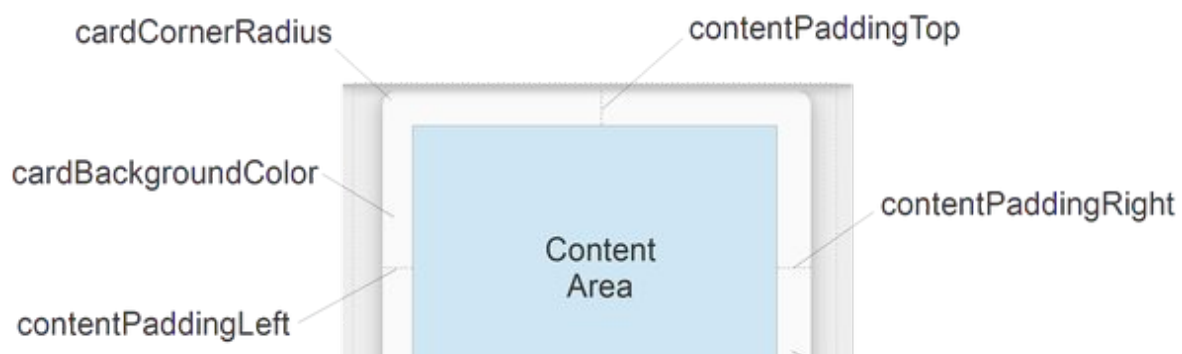 cardCornerRadius
contentPaddingTop
cardBackgroundColor
contentPaddingRight
Content
Area
contentPaddingLeft